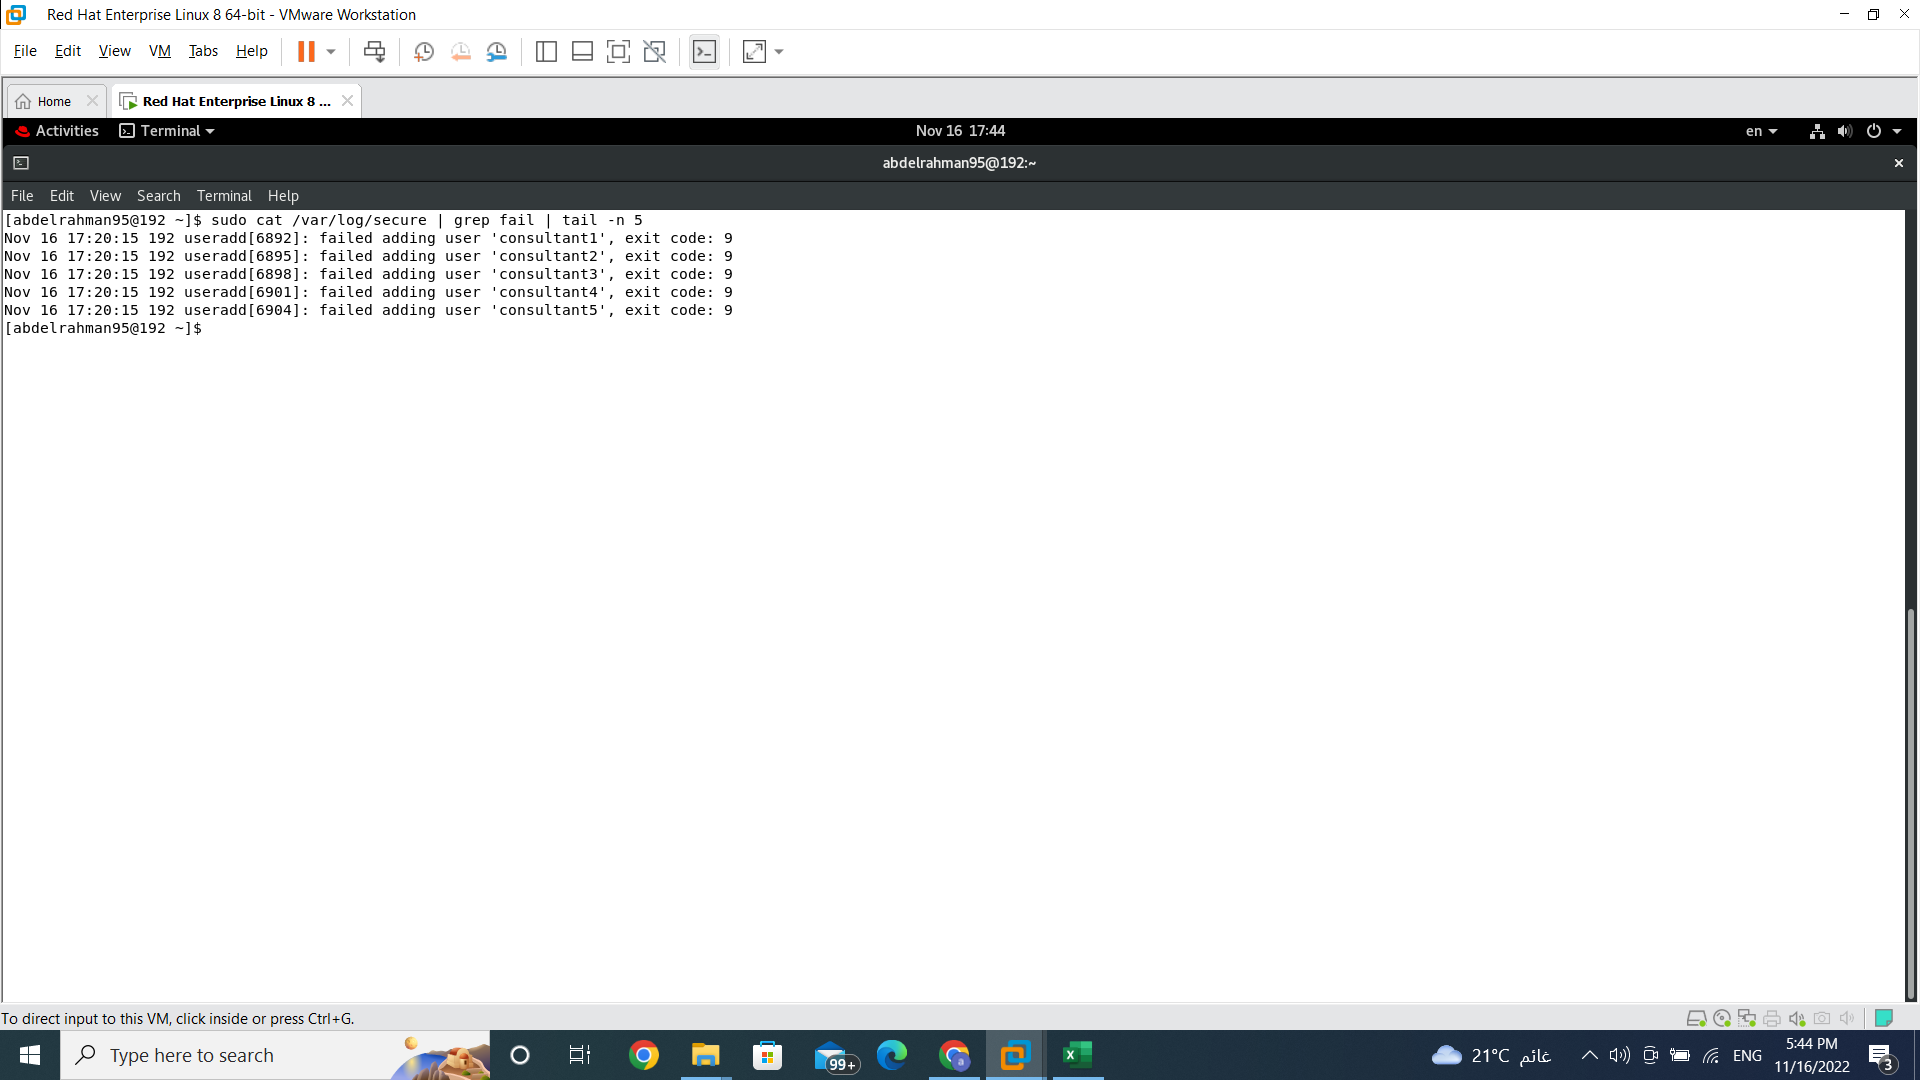 Red Hat Enterprise Linux 8 64-bit - VMware Workstation
File Edit View VM Tabs Help
Home
Red Hat Enterprise Linux 8 ...
Activities Terminal Nov 16 17:44 en
abdelrahman95@192:~
File Edit View Search Terminal Help
[abdelrahman95@192 ~]$ sudo cat /var/log/secure | grep fail | tail -n 5
Nov 16 17:20:15 192 useradd[6892]: failed adding user 'consultant1', exit code: 9
Nov 16 17:20:15 192 useradd[6895]: failed adding user 'consultant2', exit code: 9
Nov 16 17:20:15 192 useradd[6898]: failed adding user 'consultant3', exit code: 9
Nov 16 17:20:15 192 useradd[6901]: failed adding user 'consultant4', exit code: 9
Nov 16 17:20:15 192 useradd[6904]: failed adding user 'consultant5', exit code: 9
[abdelrahman95@192 ~]$
To direct input to this VM, click inside or press Ctrl+G.
Type here to search
99+
21°C غائم
ENG
5:44 PM
11/16/2022
3